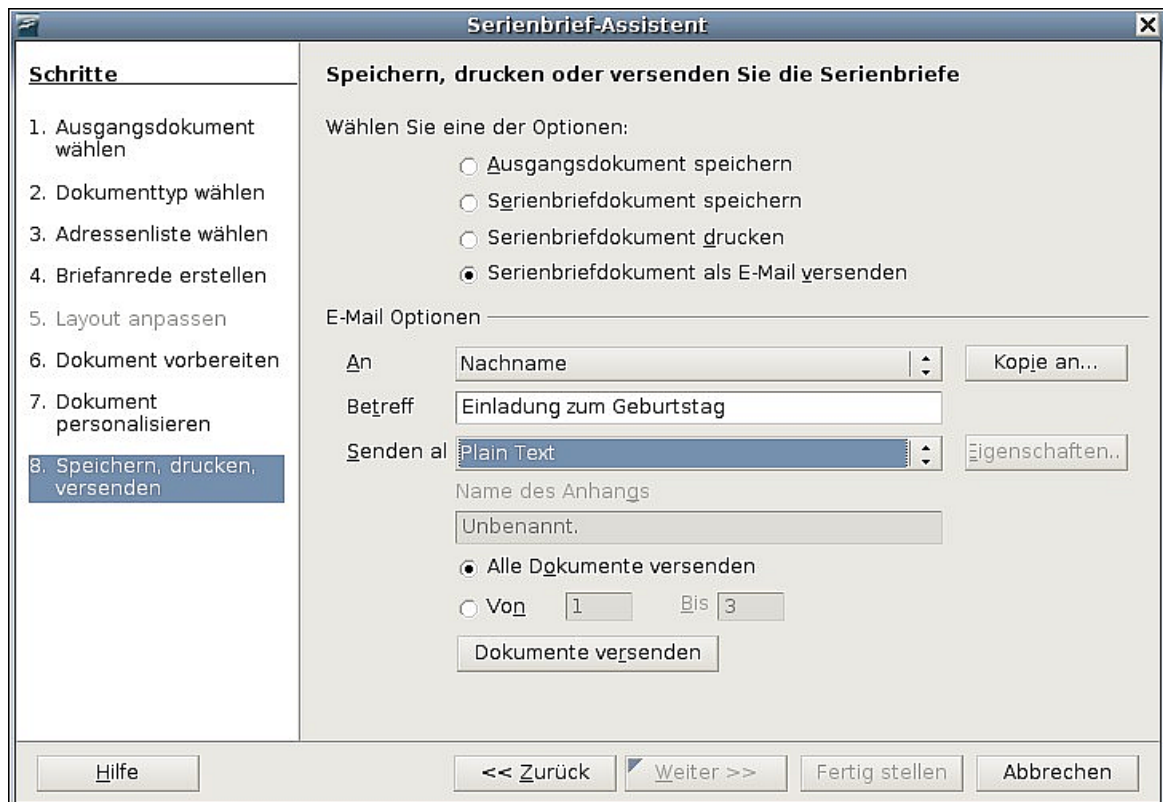 Serienbrief-Assistent
Schritte
1. Ausgangsdokument
wählen
2. Dokumenttyp wählen
3. Adressenliste wählen
4. Briefanrede erstellen
5. Layout anpassen
6. Dokument vorbereiten
7. Dokument
personalisieren
8. Speichern, drucken,
versenden
Speichern, drucken oder versenden Sie die Serienbriefe
Wählen Sie eine der Optionen:
Ausgangsdokument speichern
Serienbriefdokument speichern
Serienbriefdokument drucken
Serienbriefdokument als E-Mail versenden
E-Mail Optionen
An Nachname Kopie an...
Betreff Einladung zum Geburtstag
Senden al Plain Text Eigenschaften..
Name des Anhangs
Unbenannt.
Alle Dokumente versenden
Von 1 Bis 3
Dokumente versenden
Hilfe << Zurück Weiter >> Fertig stellen Abbrechen